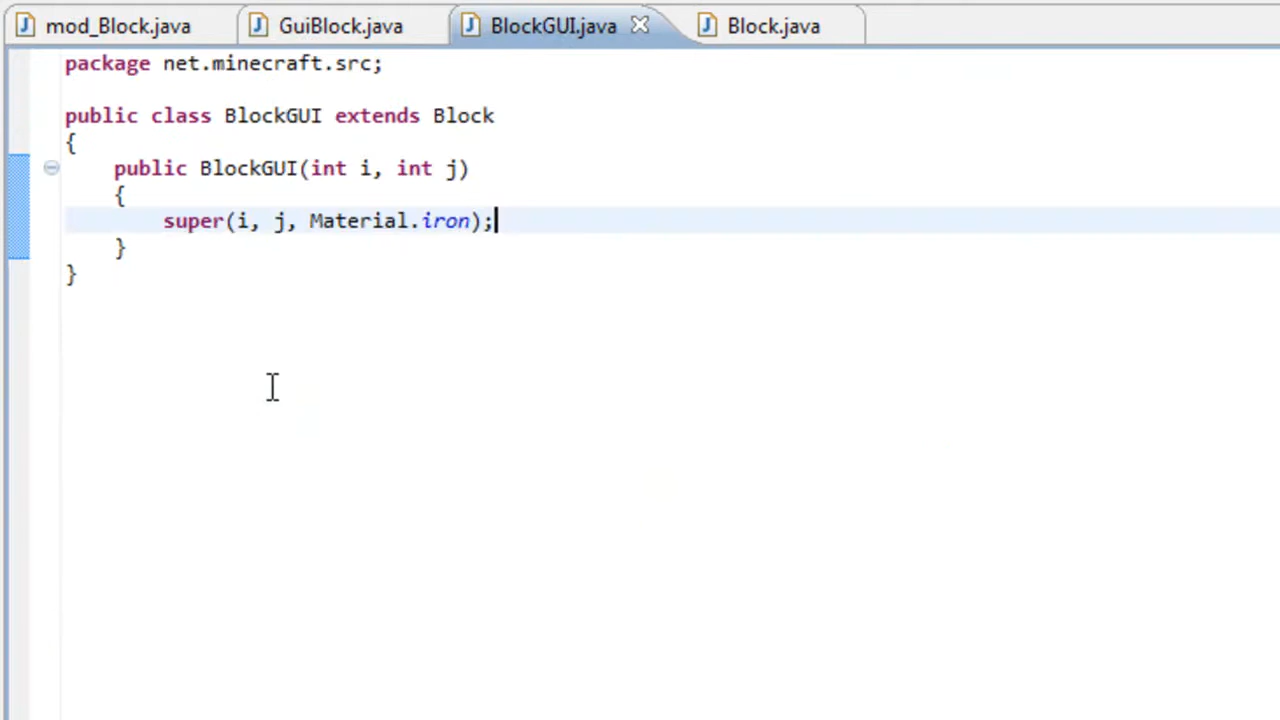 mod_Block.java GuiBlock.java BlockGUI.java Block.java
package net.minecraft.src;
public class BlockGUI extends Block
{
public BlockGUI(int i, int j)
{
super(i, j, Material.iron);
}
}